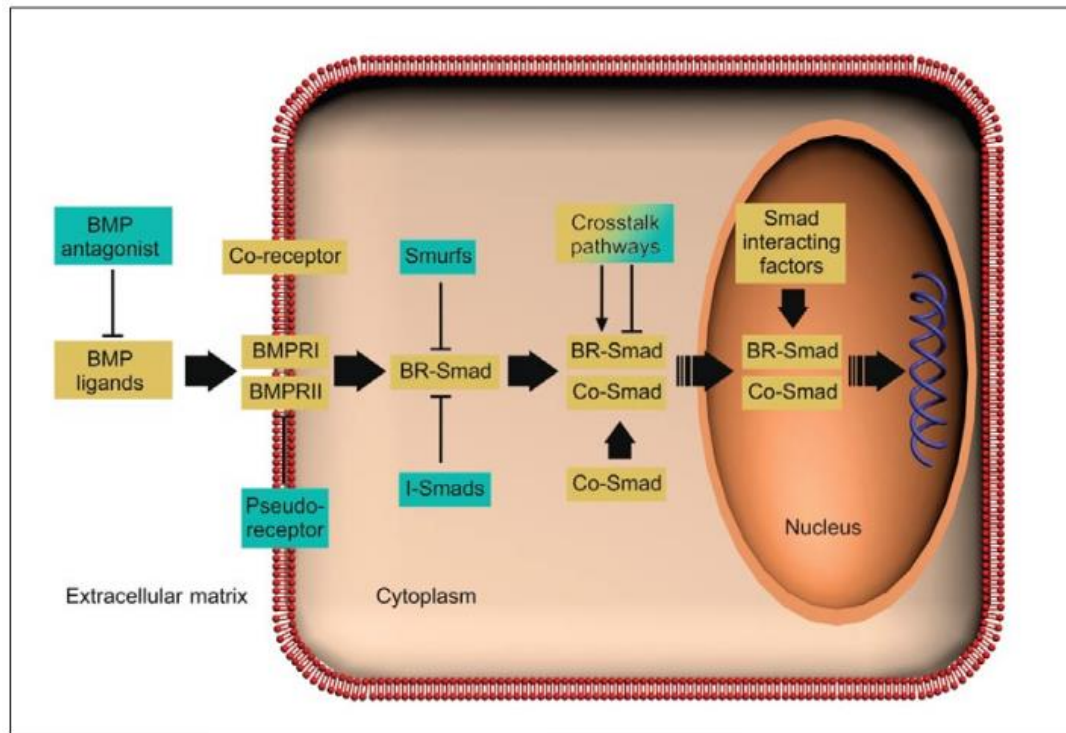 BMP
antagonist
BMP
ligands
Co-receptor
BMPRI
BMPRII
Pseudo-
receptor
Smurfs
BR-Smad
I-Smads
Crosstalk
pathways
BR-Smad
Co-Smad
Co-Smad
Smad
interacting
factors
BR-Smad
Co-Smad
Nucleus
Extracellular matrix
Cytoplasm